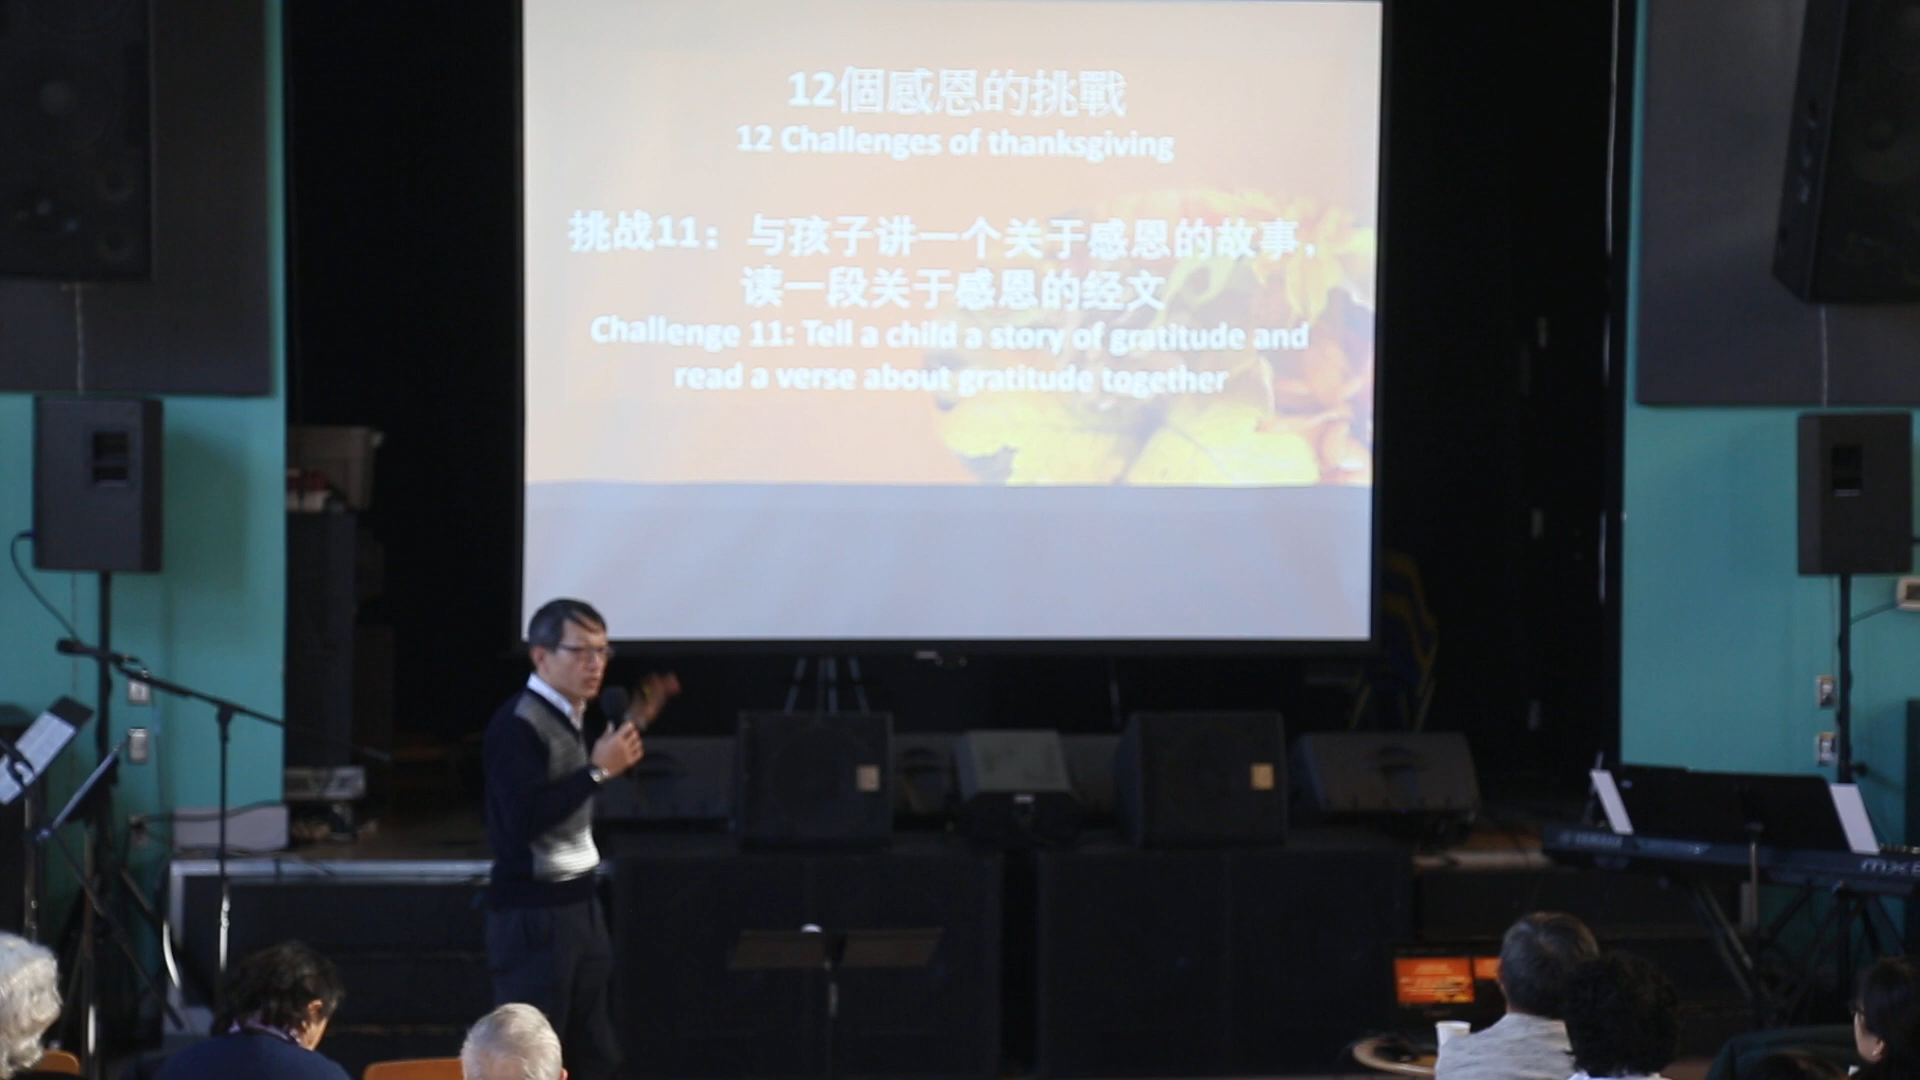 12個感恩的挑戰
12 Challenges of thanksgiving
挑战11：与孩子讲一个关于感恩的故事，
读一段关于感恩的经文
Challenge 11: Tell a child a story of gratitude and
read a verse about gratitude together
YAMAHA